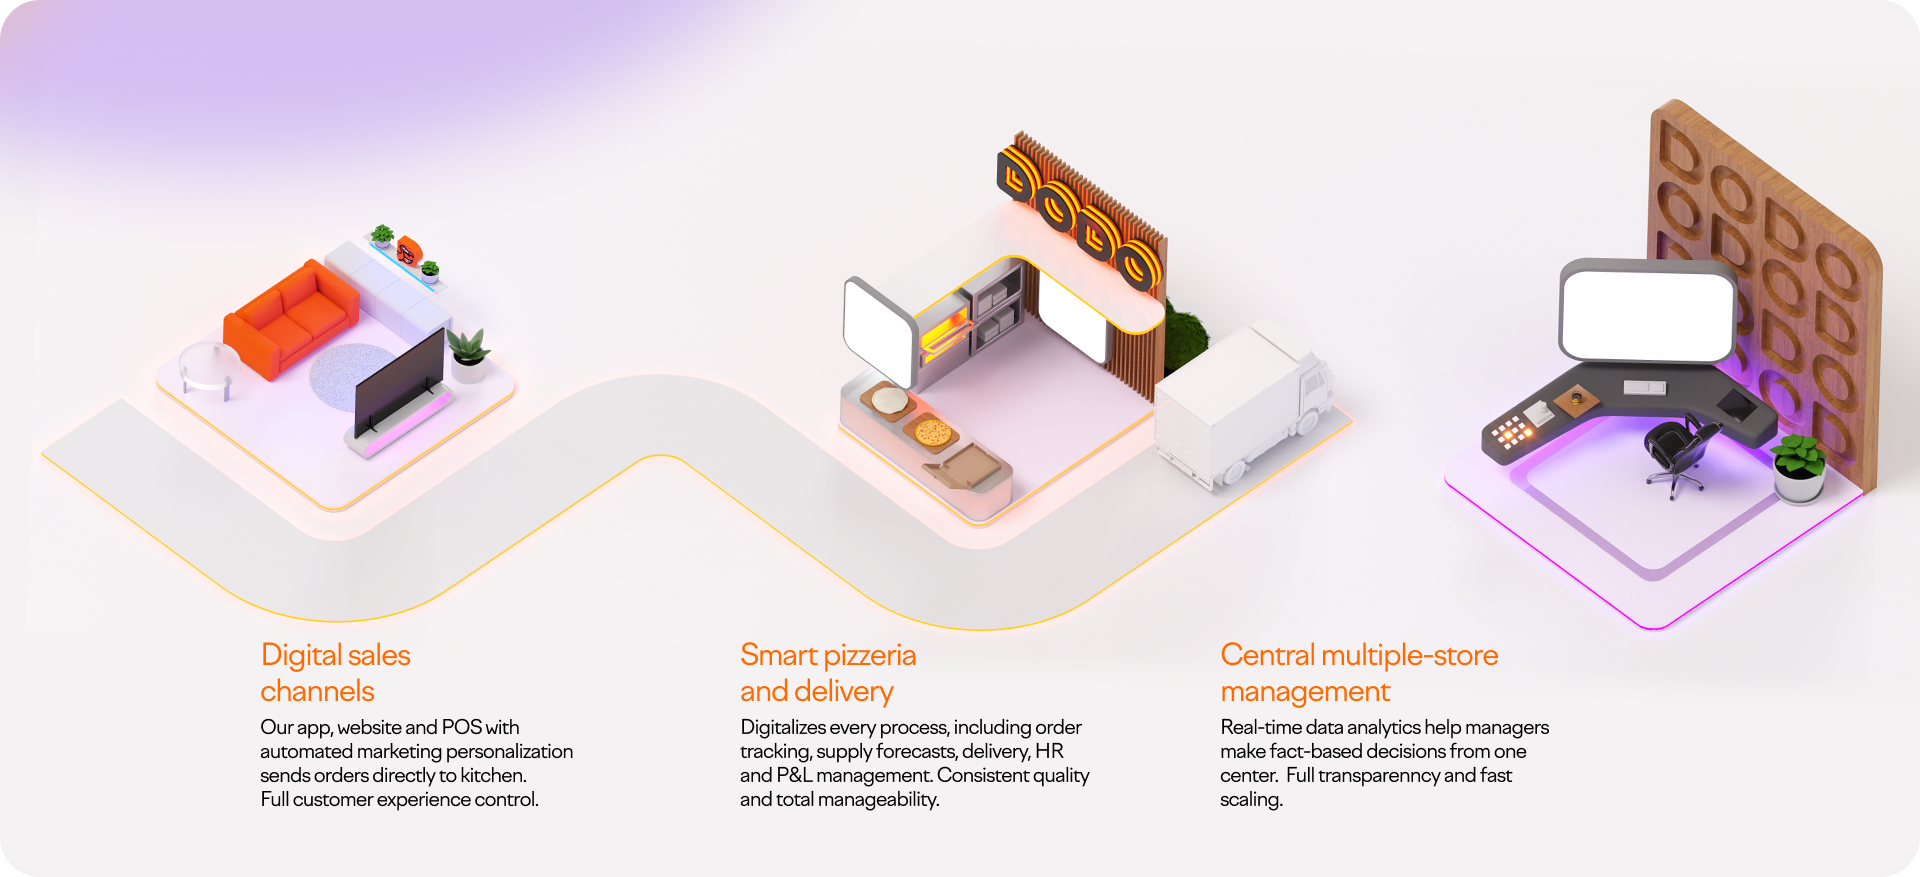 DODO
Digital sales
channels
Our app, website and POS with
automated marketing personalization
sends orders directly to kitchen.
Full customer experience control.
Smart pizzeria
and delivery
Digitalizes every process, including order
tracking, supply forecasts, delivery, HR
and P&L management. Consistent quality
and total manageability.
Central multiple-store
management
Real-time data analytics help managers
make fact-based decisions from one
center.  Full transparenncy and fast
scaling.